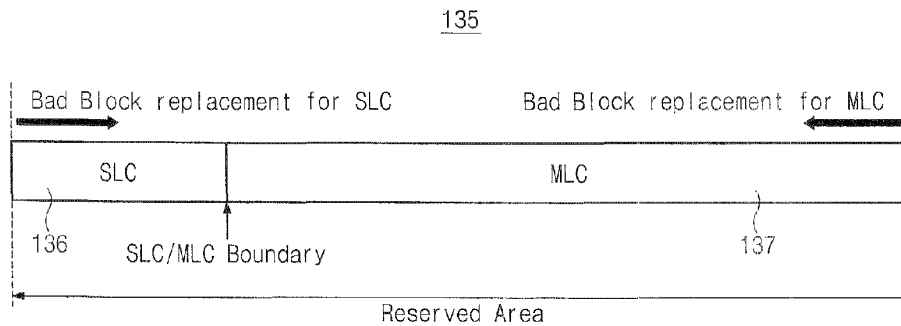 135
Bad Block replacement for SLC
Bad Block replacement for MLC
SLC
MLC
136
SLC/MLC Boundary
137
Reserved Area